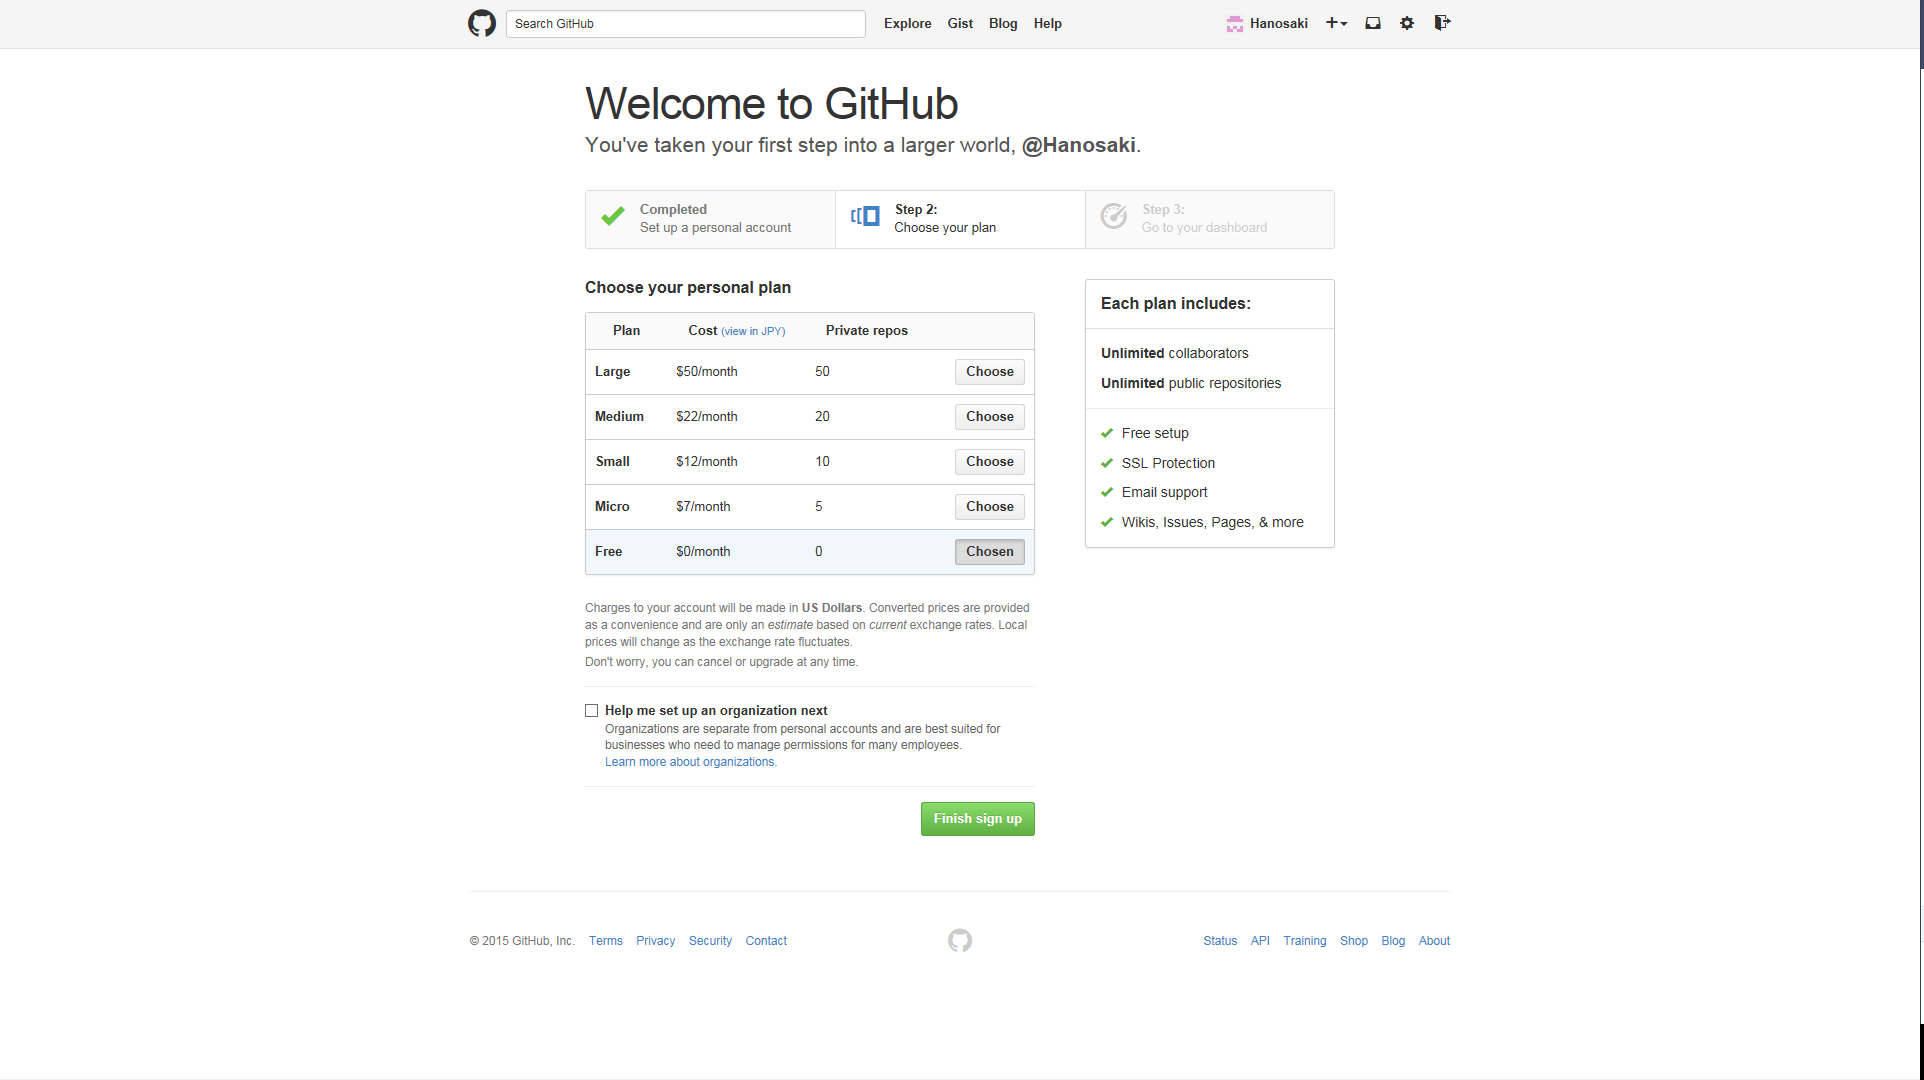 Search GitHub Explore Gist Blog Help Hanosaki
Welcome to GitHub
You've taken your first step into a larger world, @Hanosaki.
Completed
Set up a personal account
Step 2:
Choose your plan
Step 3:
Go to your dashboard
Choose your personal plan
Plan Cost (view in JPY) Private repos
Large $50/month 50 Choose
Medium $22/month 20 Choose
Small $12/month 10 Choose
Micro $7/month 5 Choose
Free $0/month 0 Chosen
Charges to your account will be made in US Dollars. Converted prices are provided
as a convenience and are only an estimate based on current exchange rates. Local
prices will change as the exchange rate fluctuates.
Don't worry, you can cancel or upgrade at any time.
Help me set up an organization next
Organizations are separate from personal accounts and are best suited for
businesses who need to manage permissions for many employees.
Learn more about organizations.
Finish sign up
Each plan includes:
Unlimited collaborators
Unlimited public repositories
Free setup
SSL Protection
Email support
Wikis, Issues, Pages, & more
© 2015 GitHub, Inc. Terms Privacy Security Contact Status API Training Shop Blog About